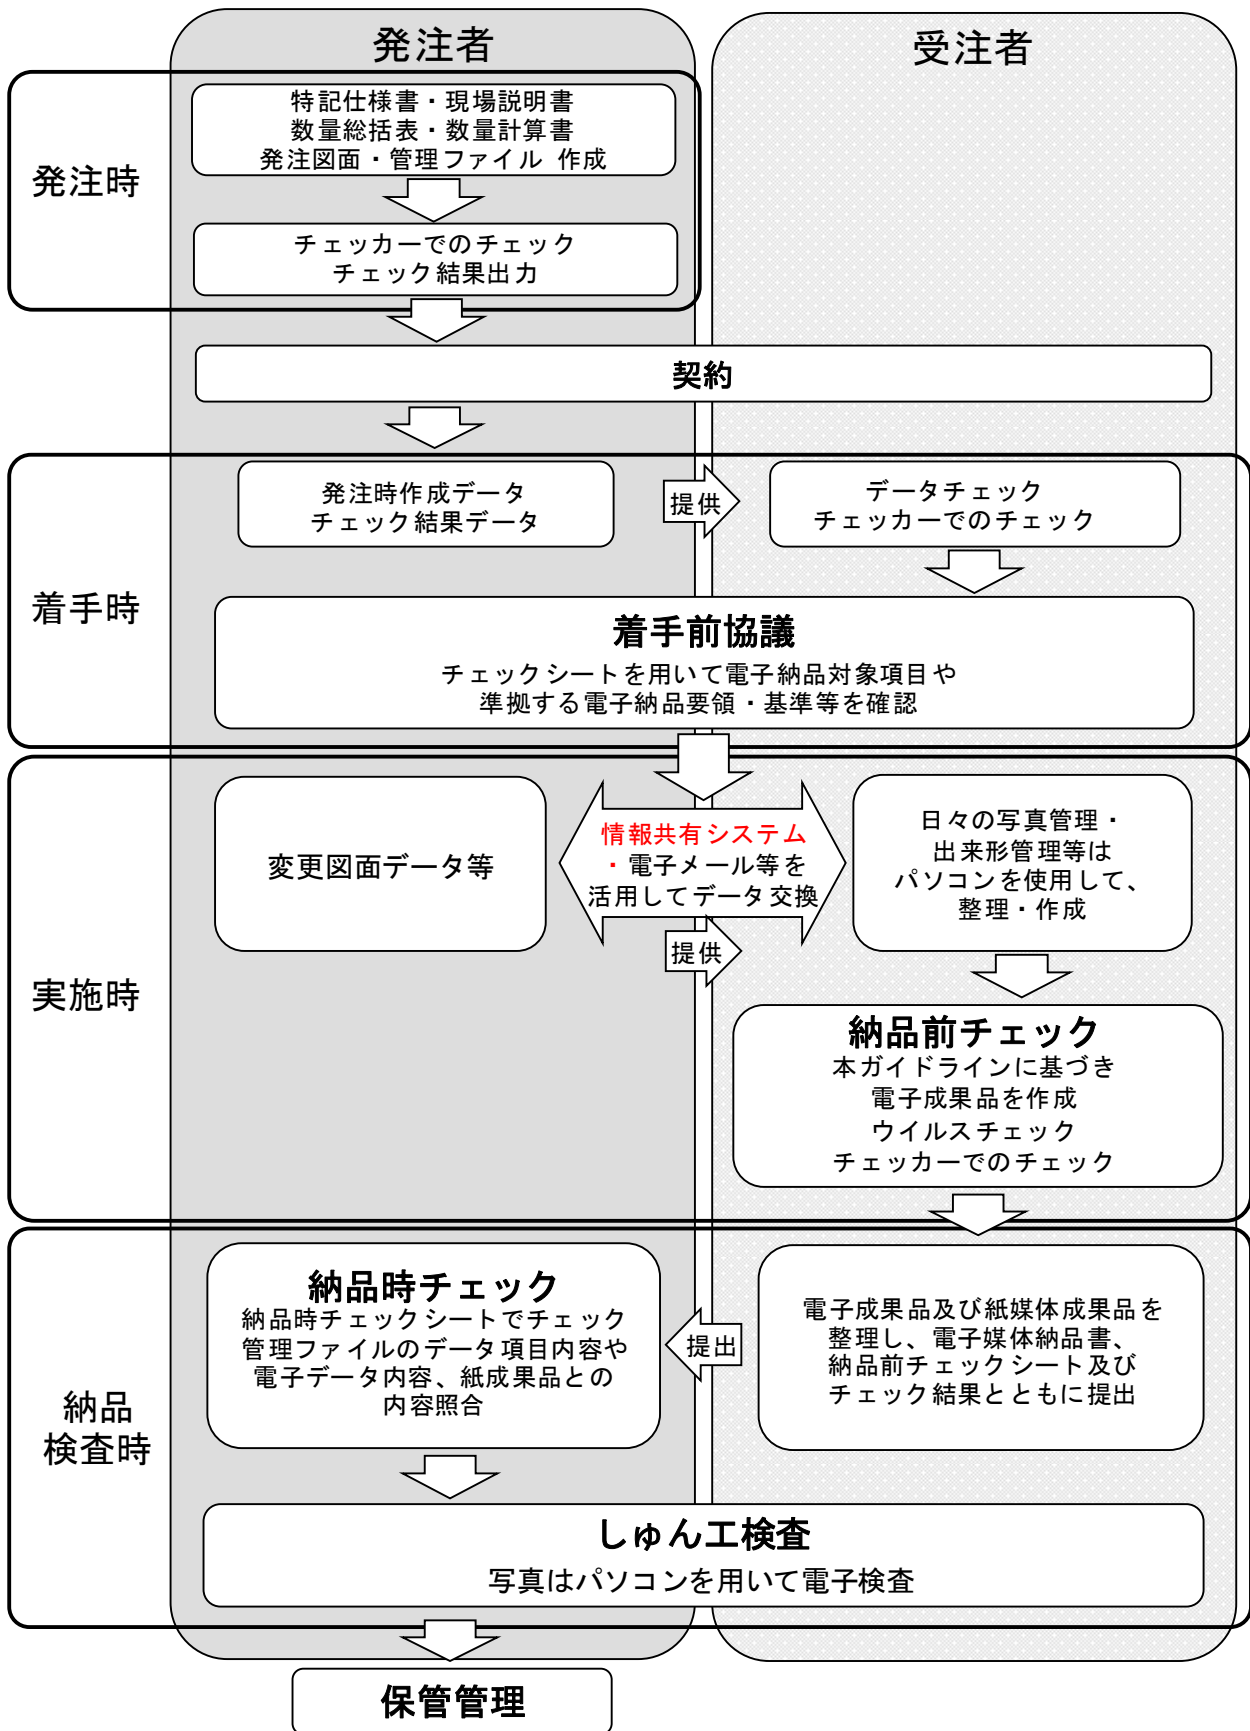 発注者
受注者
発注時
特記仕様書・現場説明書
数量総括表・数量計算書
発注図面・管理ファイル 作成
チェッカーでのチェック
チェック結果出力
契約
着手時
発注時作成データ
チェック結果データ
提供
データチェック
チェッカーでのチェック
着手前協議
チェックシートを用いて電子納品対象項目や
準拠する電子納品要領・基準等を確認
実施時
変更図面データ等
情報共有システム
・電子メール等を
活用してデータ交換
提供
日々の写真管理・
出来形管理等は
パソコンを使用して、
整理・作成
納品前チェック
本ガイドラインに基づき
電子成果品を作成
ウイルスチェック
チェッカーでのチェック
納品
検査時
納品時チェック
納品時チェックシートでチェック
管理ファイルのデータ項目内容や
電子データ内容、紙成果品との
内容照合
提出
電子成果品及び紙媒体成果品を
整理し、電子媒体納品書、
納品前チェックシート及び
チェック結果とともに提出
しゅん工検査
写真はパソコンを用いて電子検査
保管管理